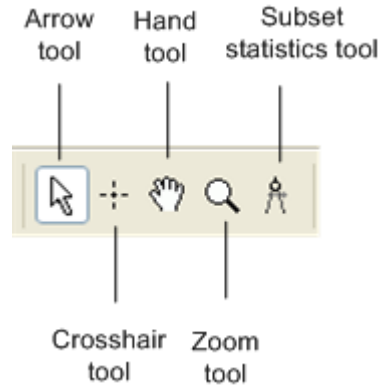 Arrow
tool
Hand
tool
Subset
statistics tool
Crosshair
tool
Zoom
tool